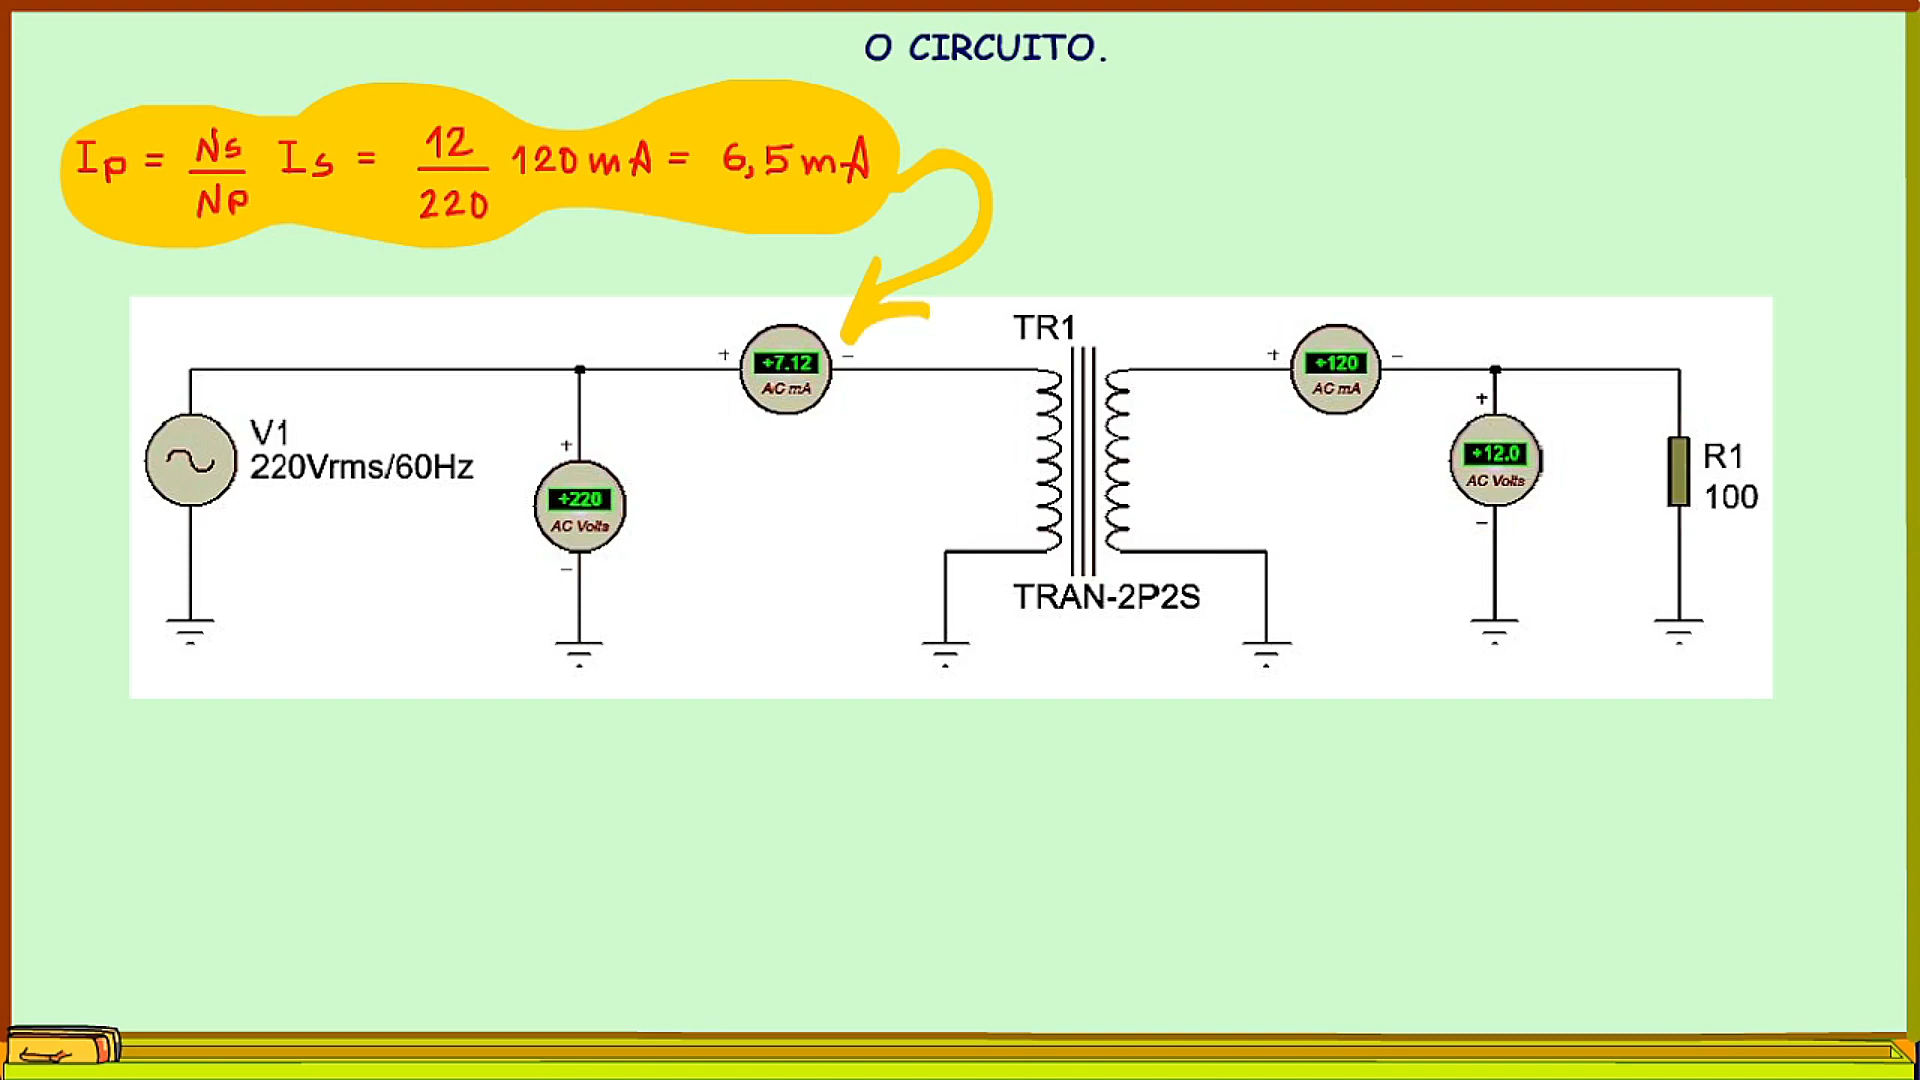 O CIRCUITO.
Ip = Ns/Np Is = 12/220 120 mA = 6,5 mA
TR1
+ +7.12 AC mA -
+ +120 AC mA -
V1
220Vrms/60Hz
+ +220 AC Volts -
+ +12.0 AC Volts -
R1
100
TRAN-2P2S